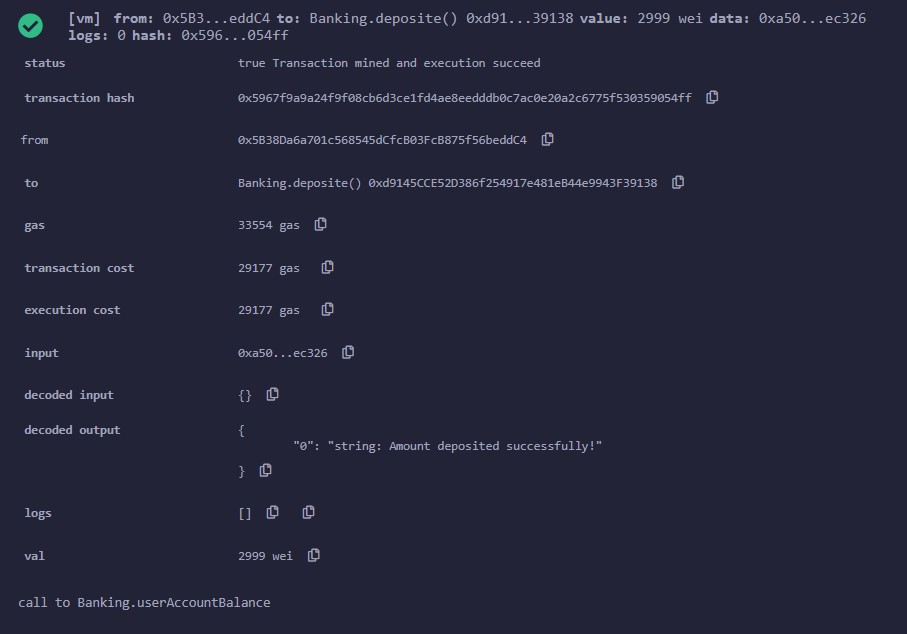 [vm] from: 0x5B3...eddC4 to: Banking.deposite() 0xd91...39138 value: 2999 wei data: 0xa50...ec326
logs: 0 hash: 0x596...054ff
status true Transaction mined and execution succeed
transaction hash 0x5967f9a9a24f9f08cb6d3ce1fd4ae8eedddb0c7ac0e20a2c6775f530359054ff
from 0x5B38Da6a701c568545dCfcB03FcB875f56beddC4
to Banking.deposite() 0xd9145CCE52D386f254917e481eB44e9943F39138
gas 33554 gas
transaction cost 29177 gas
execution cost 29177 gas
input 0xa50...ec326
decoded input {}
decoded output {
"0": "string: Amount deposited successfully!"
}
logs []
val 2999 wei
call to Banking.userAccountBalance